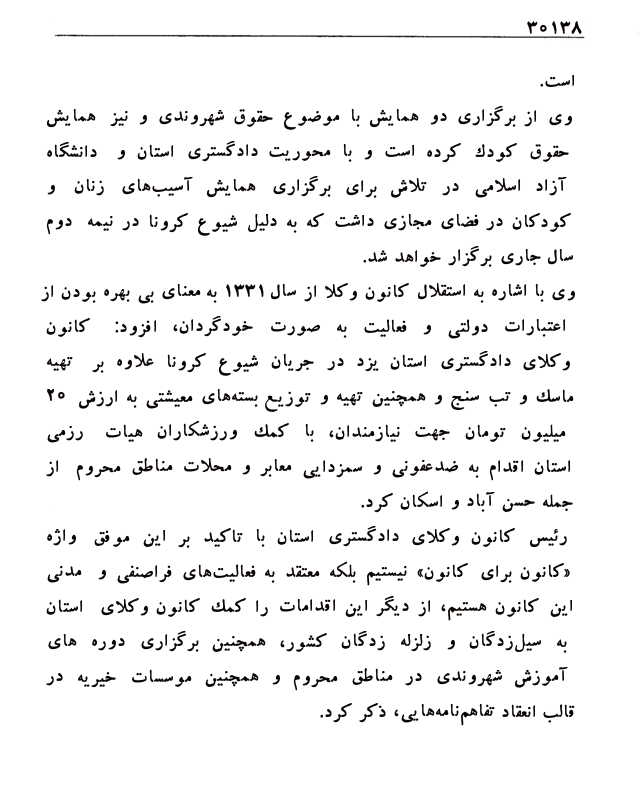 ۳۰۱۳۸
است.
وی از برگزاری دو همایش با موضوع حقوق شهروندی و نیز همایش
حقوق کودک کرده است و با محوریت دادگستری استان و دانشگاه
آزاد اسلامی در تلاش برای برگزاری همایش آسیب‌های زنان و
کودکان در فضای مجازی داشت که به دلیل شیوع کرونا در نیمه دوم
سال جاری برگزار خواهد شد.
وی با اشاره به استقلال کانون وکلا از سال ۱۳۳۱ به معنای بی بهره بودن از
اعتبارات دولتی و فعالیت به صورت خودگردان، افزود: کانون
وکلای دادگستری استان یزد در جریان شیوع کرونا علاوه بر تهیه
ماسک و تب سنج و همچنین تهیه و توزیع بسته‌های معیشتی به ارزش ۲۵
میلیون تومان جهت نیازمندان، با کمک ورزشکاران هیات رزمی
استان اقدام به ضدعفونی و سمزدایی معابر و محلات مناطق محروم از
جمله حسن آباد و اسکان کرد.
رئیس کانون وکلای دادگستری استان با تاکید بر این موفق واژه
«کانون برای کانون» نیستیم بلکه معتقد به فعالیت‌های فراصنفی و مدنی
این کانون هستیم، از دیگر این اقدامات را کمک کانون وکلای استان
به سیل‌زدگان و زلزله زدگان کشور، همچنین برگزاری دوره های
آموزش شهروندی در مناطق محروم و همچنین موسسات خیریه در
قالب انعقاد تفاهم‌نامه‌هایی، ذکر کرد.